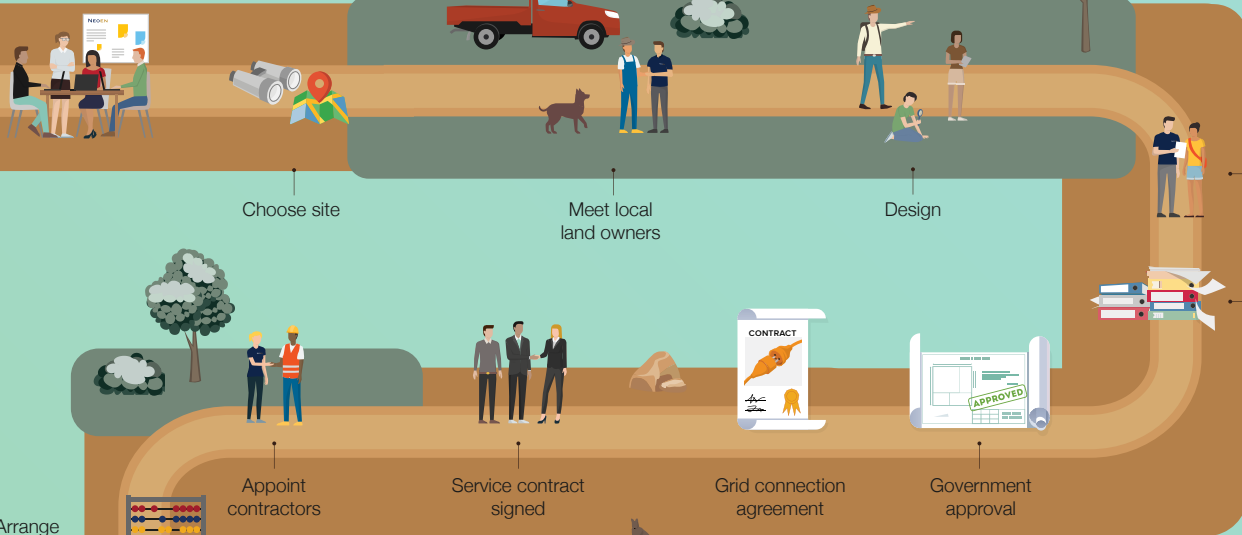 NEOEN
Choose site
Meet local
land owners
Design
2018
CONTRACT
APPROVED
Appoint
contractors
Service contract
signed
Grid connection
agreement
Government
approval
Arrange